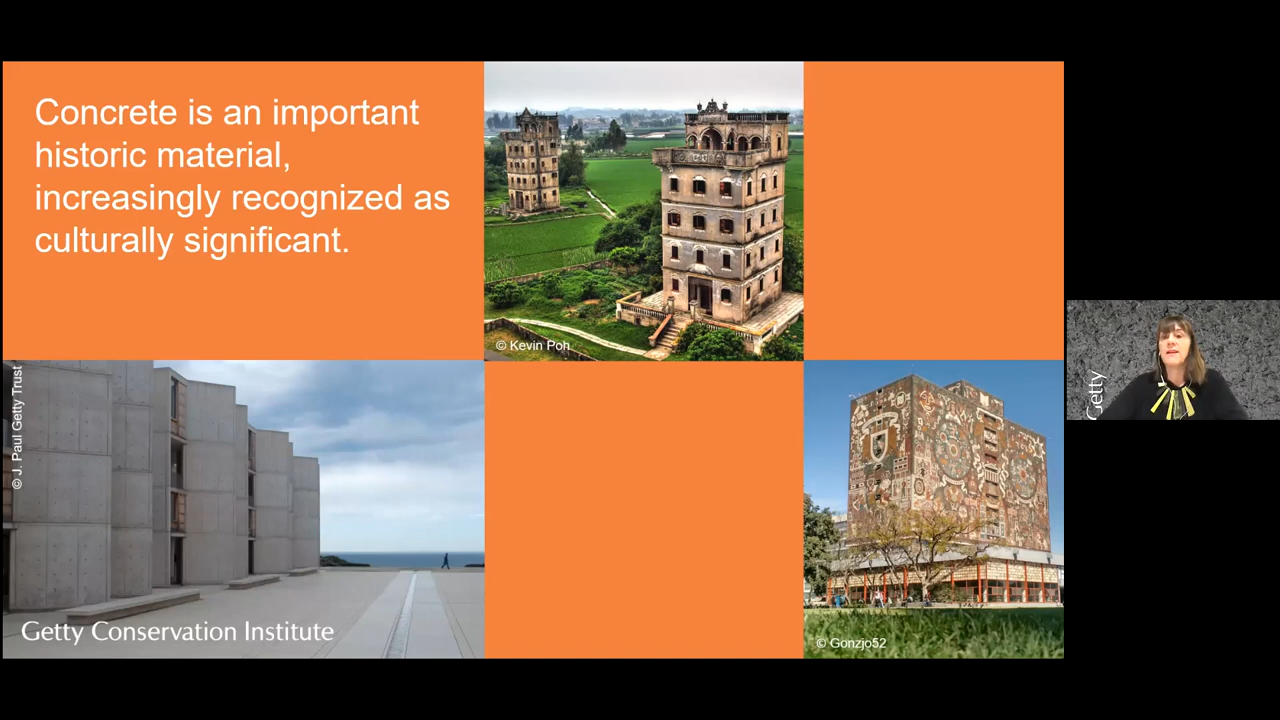 Concrete is an important
historic material,
increasingly recognized as
culturally significant.
© Kevin Poh
© J. Paul Getty Trust
Getty Conservation Institute
© Gonzjo52
Getty